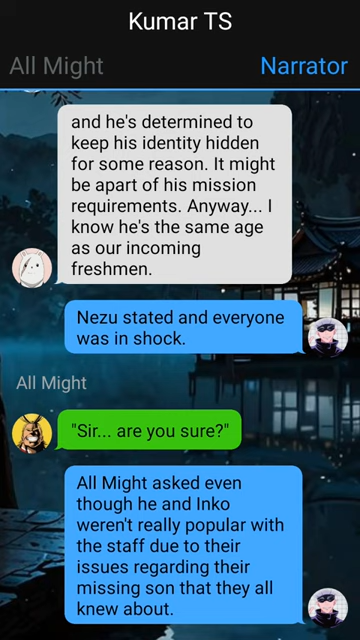 Kumar TS
All Might
Narrator
and he's determined to
keep his identity hidden
for some reason. It might
be apart of his mission
requirements. Anyway... I
know he's the same age
as our incoming
freshmen.
Nezu stated and everyone
was in shock.
All Might
"Sir... are you sure?"
All Might asked even
though he and Inko
weren't really popular with
the staff due to their
issues regarding their
missing son that they all
knew about.